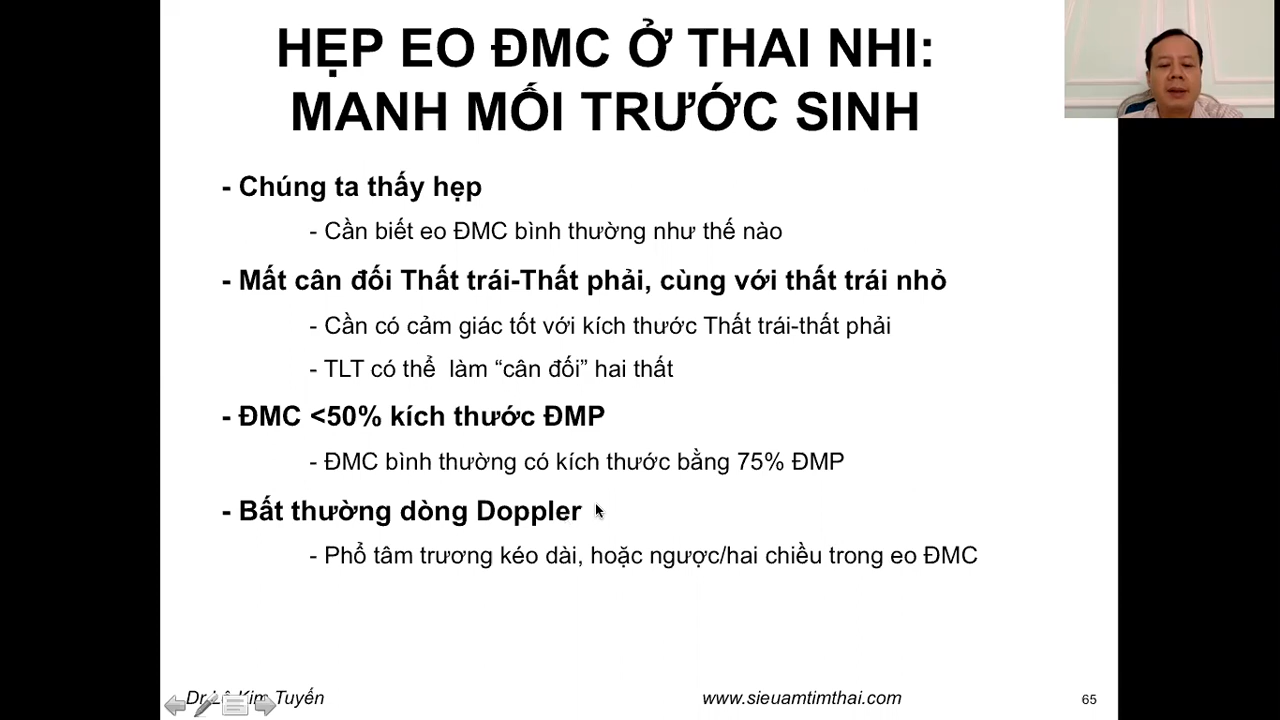 HẸP EO ĐMC Ở THAI NHI:
MANH MỐI TRƯỚC SINH
- Chúng ta thấy hẹp
- Cần biết eo ĐMC bình thường như thế nào
- Mất cân đối Thất trái-Thất phải, cùng với thất trái nhỏ
- Cần có cảm giác tốt với kích thước Thất trái-thất phải
- TLT có thể làm “cân đối” hai thất
- ĐMC <50% kích thước ĐMP
- ĐMC bình thường có kích thước bằng 75% ĐMP
- Bất thường dòng Doppler
- Phổ tâm trương kéo dài, hoặc ngược/hai chiều trong eo ĐMC
Dr Lê Kim Tuyến
www.sieuamtimthai.com
65